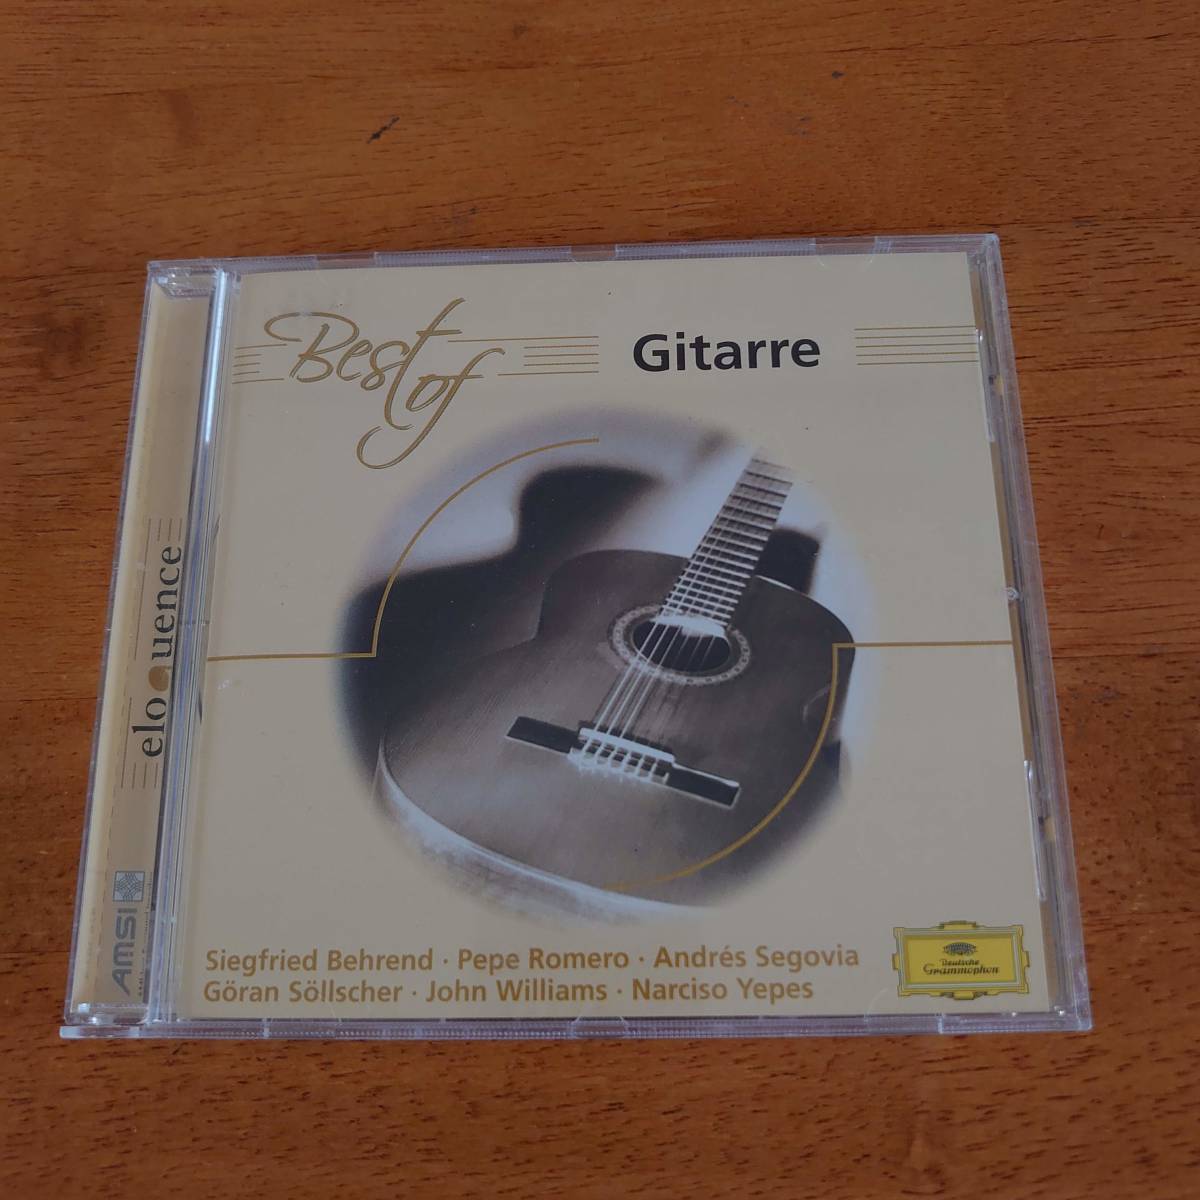 Best of
Gitarre
eloquence
AMSI
Siegfried Behrend · Pepe Romero · Andrés Segovia
Göran Söllscher · John Williams · Narciso Yepes
Deutsche
Grammophon